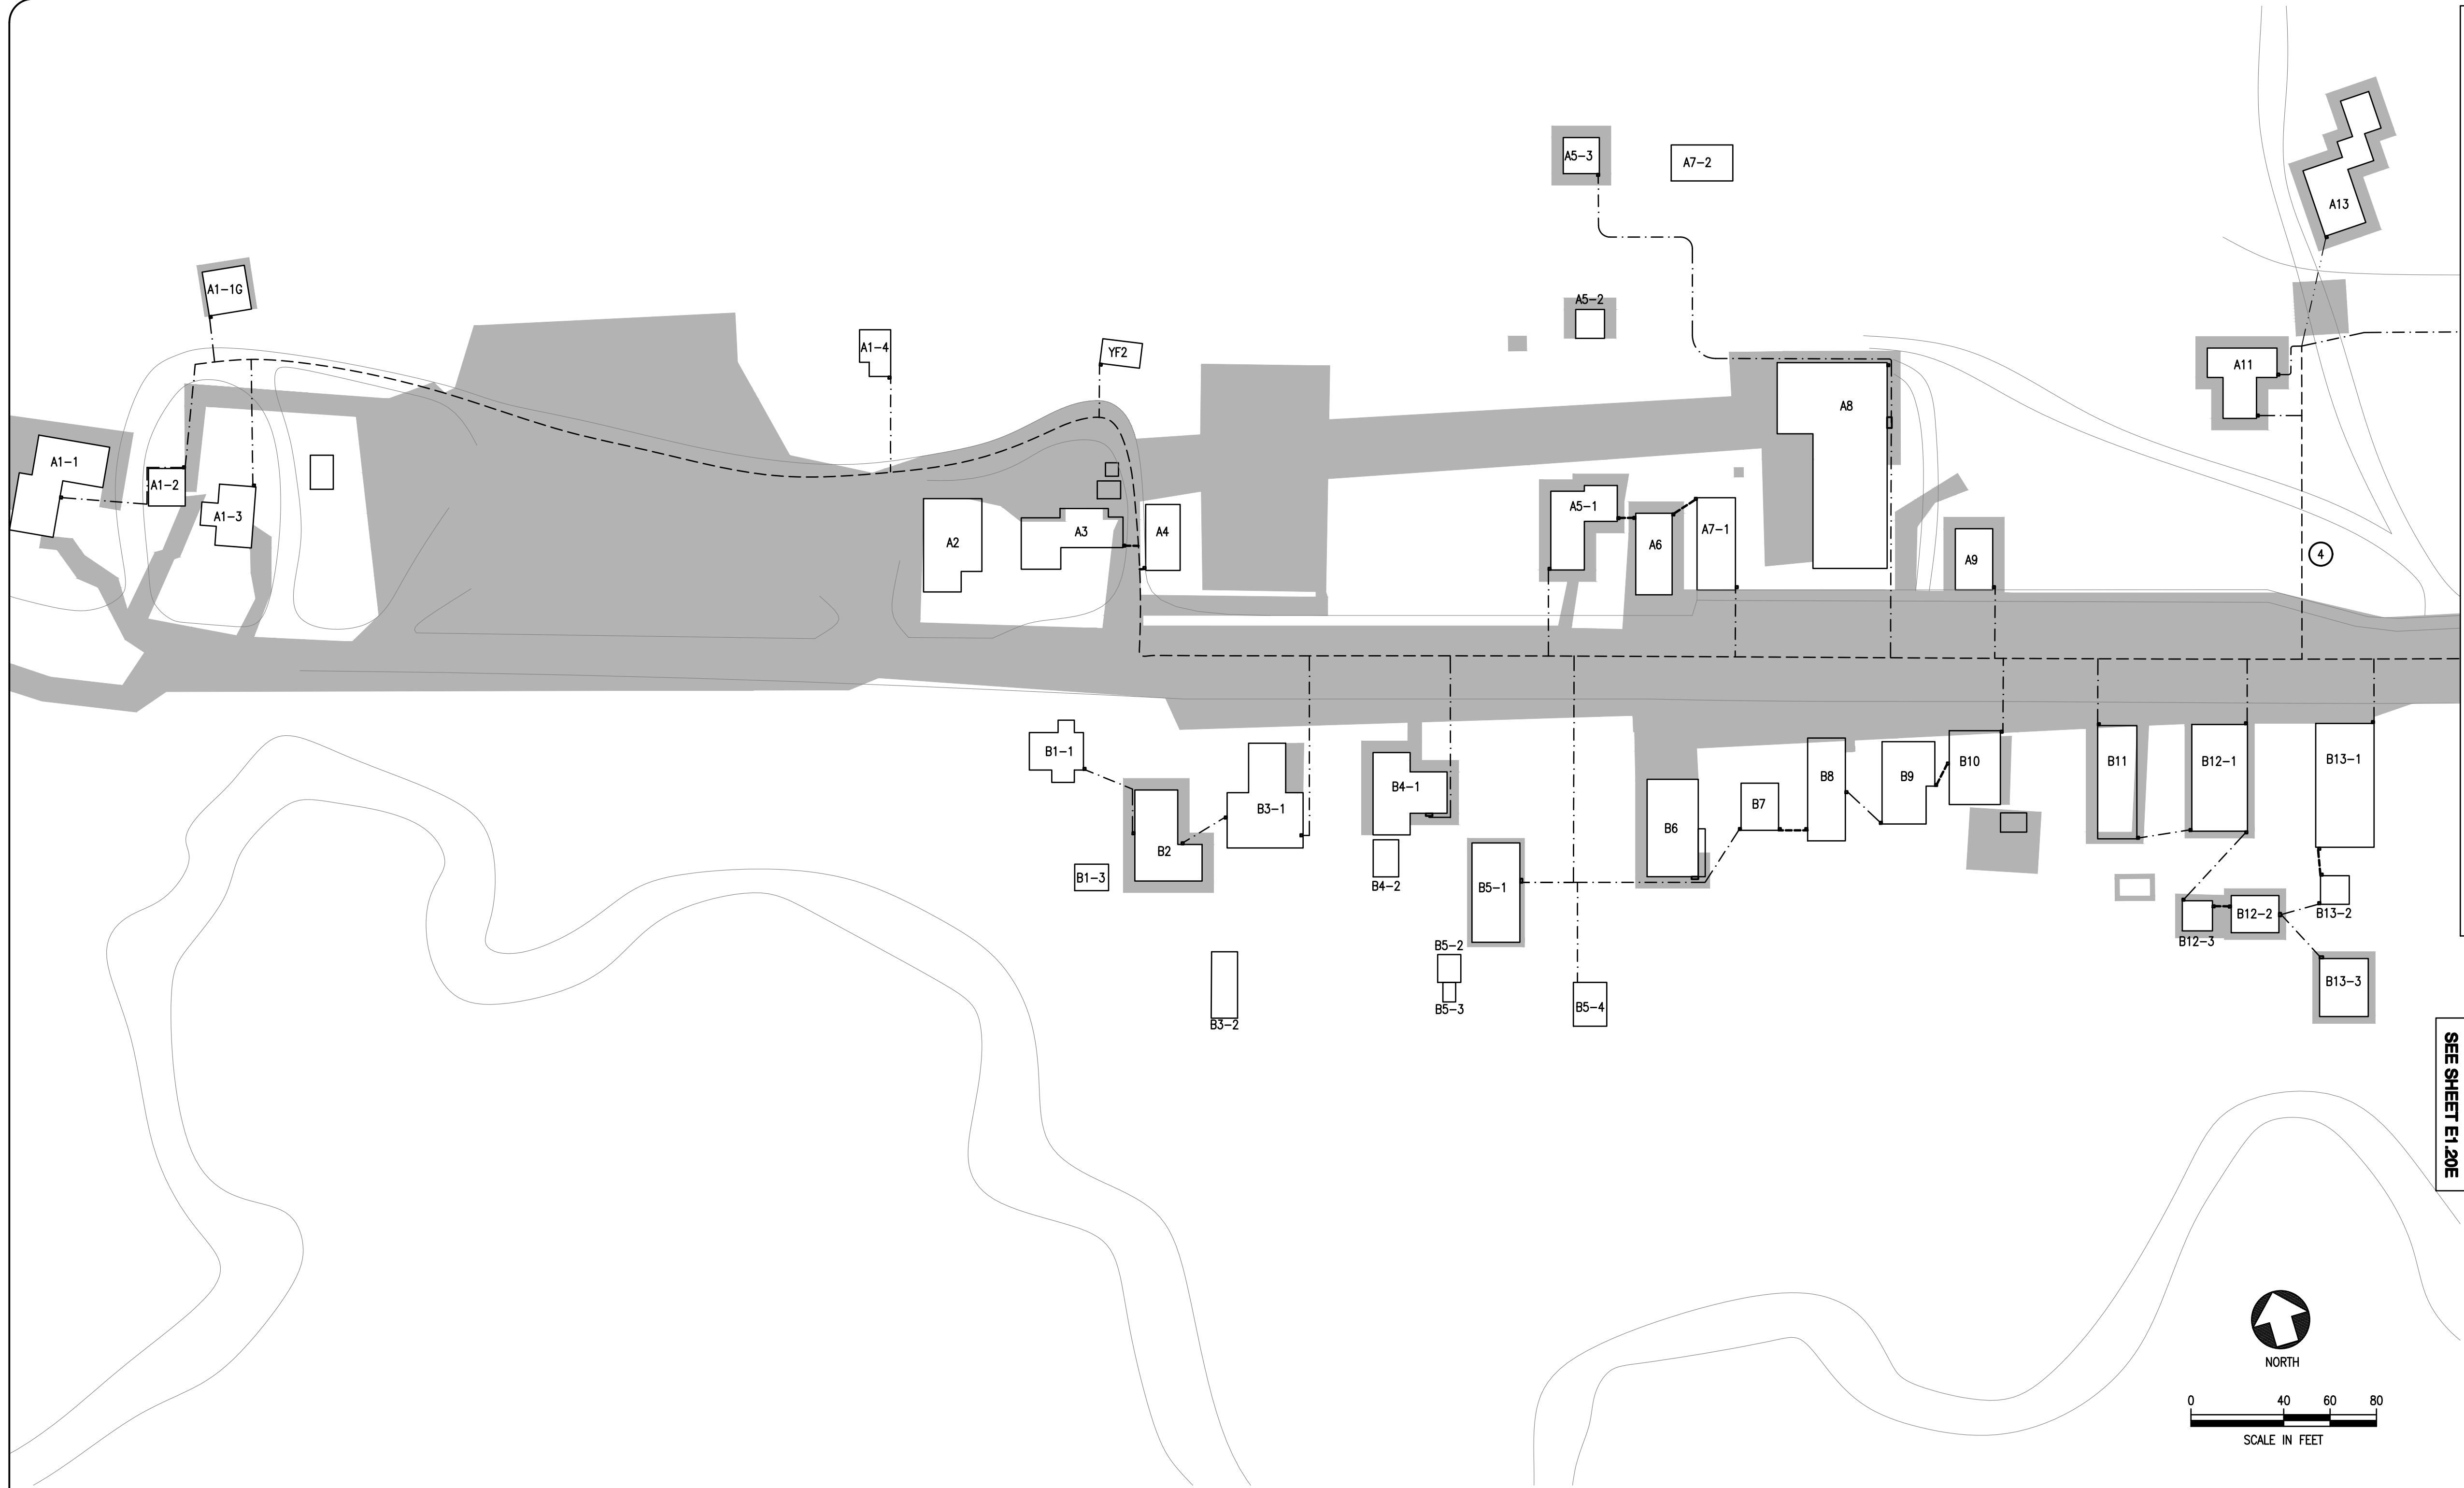 A5-3
A7-2
A13
A1-1G
A5-2
A1-4
YF2
A11
A8
A1-1
A1-2
A1-3
A5-1
A2
A3
A4
A6
A7-1
A9
4
B1-1
B3-1
B4-1
B6
B7
B8
B9
B10
B11
B12-1
B13-1
B2
B1-3
B4-2
B5-1
B12-2
B13-2
B12-3
B5-2
B13-3
B5-3
B5-4
B3-2
SEE SHEET E1.20E
NORTH
0 40 60 80
SCALE IN FEET